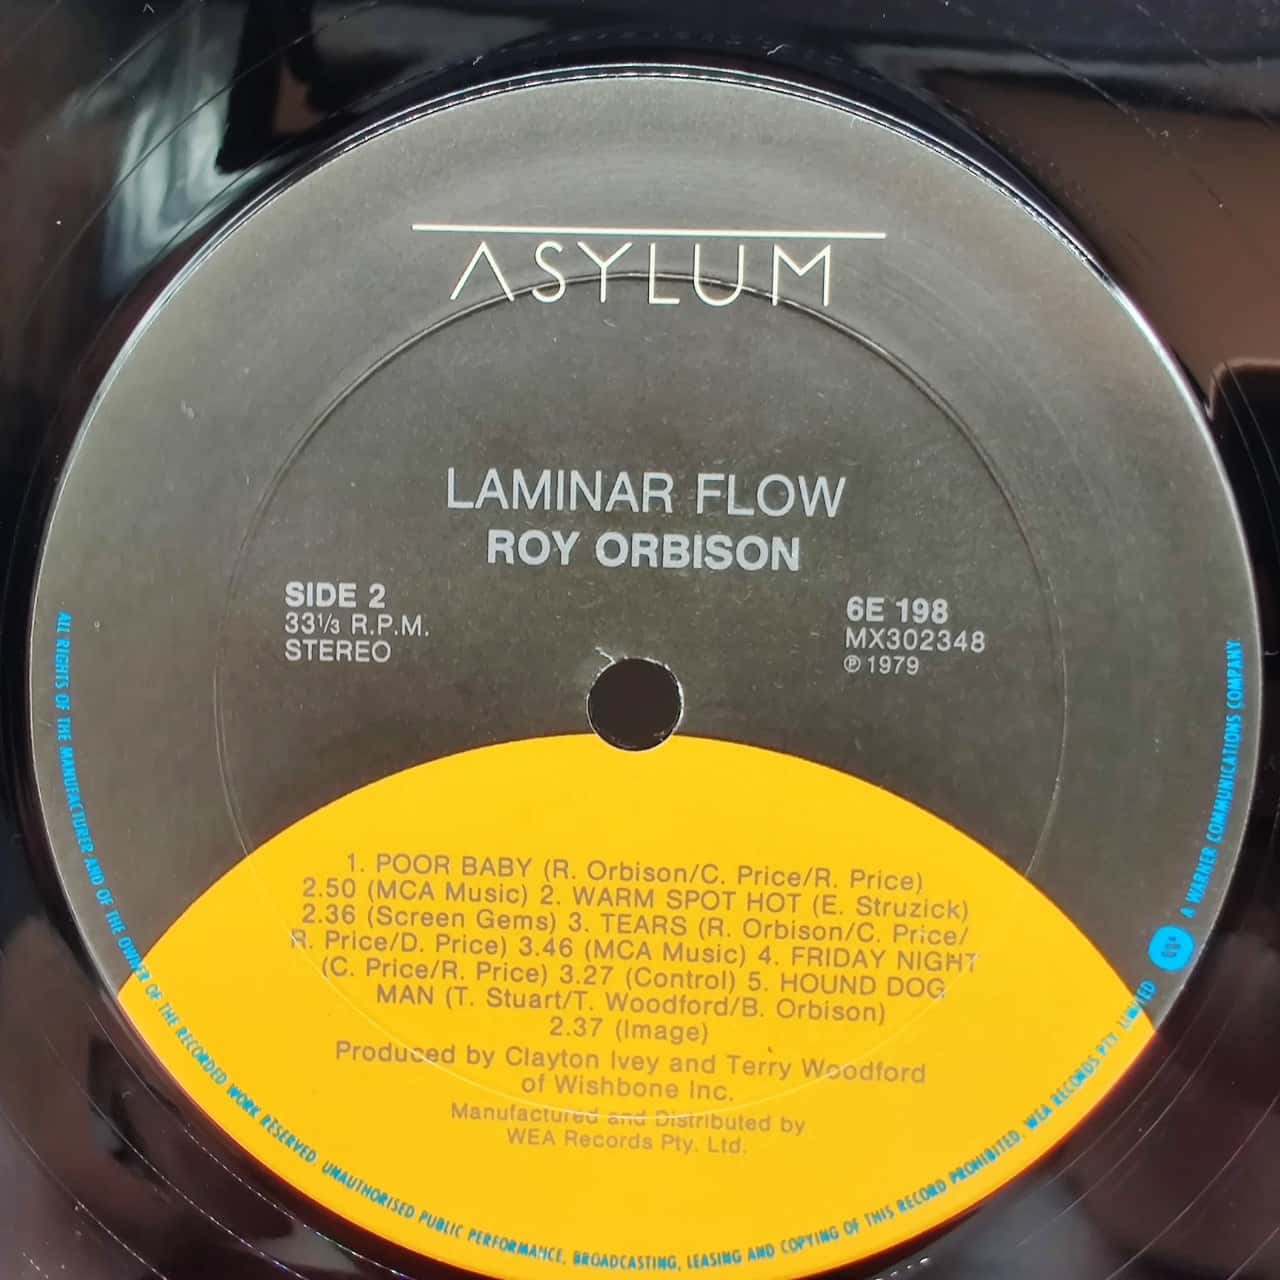 ASYLUM
LAMINAR FLOW
ROY ORBISON
SIDE 2
33⅓ R.P.M.
STEREO
6E 198
MX302348
℗ 1979
1. POOR BABY (R. Orbison/C. Price/R. Price)
2.50 (MCA Music) 2. WARM SPOT HOT (E. Struzick)
2.36 (Screen Gems) 3. TEARS (R. Orbison/C. Price/
R. Price/D. Price) 3.46 (MCA Music) 4. FRIDAY NIGHT
(C. Price/R. Price) 3.27 (Control) 5. HOUND DOG
MAN (T. Stuart/T. Woodford/B. Orbison)
2.37 (Image)
Produced by Clayton Ivey and Terry Woodford
of Wishbone Inc.
Manufactured and Distributed by
WEA Records Pty. Ltd.
ALL RIGHTS OF THE MANUFACTURER AND OF THE OWNER OF THE RECORDED WORK RESERVED. UNAUTHORISED PUBLIC PERFORMANCE, BROADCASTING, LEASING AND COPYING OF THIS RECORD PROHIBITED. WEA RECORDS PTY. LIMITED
A WARNER COMMUNICATIONS COMPANY